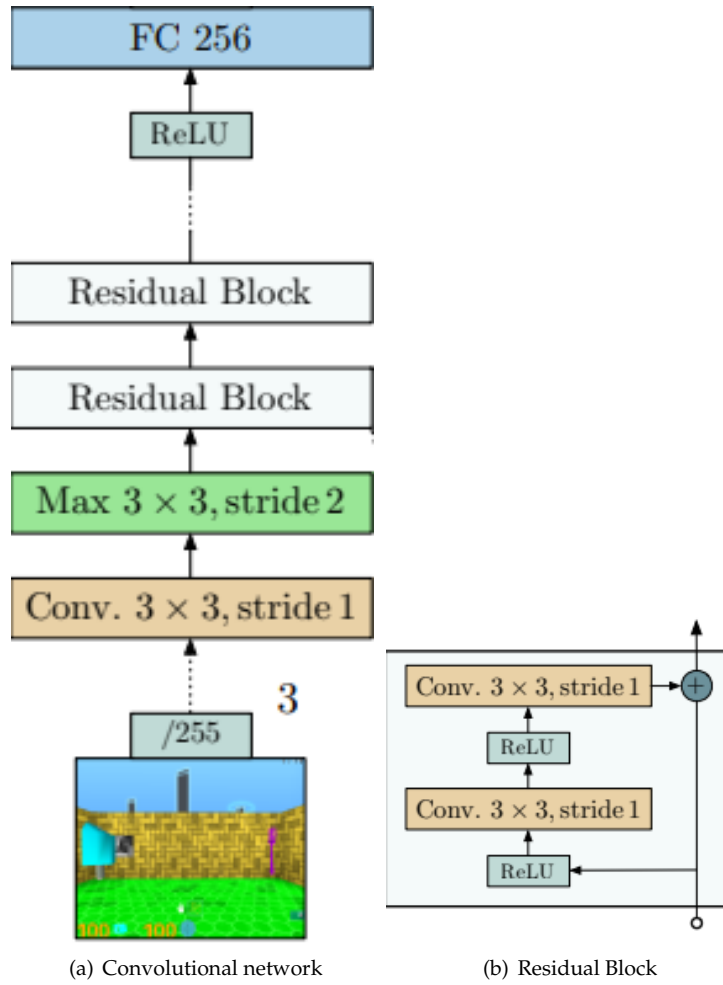 FC 256
ReLU
Residual Block
Residual Block
Max 3 × 3, stride 2
Conv. 3 × 3, stride 1
3
/255
100 100
(a) Convolutional network
Conv. 3 × 3, stride 1
+
ReLU
Conv. 3 × 3, stride 1
ReLU
(b) Residual Block